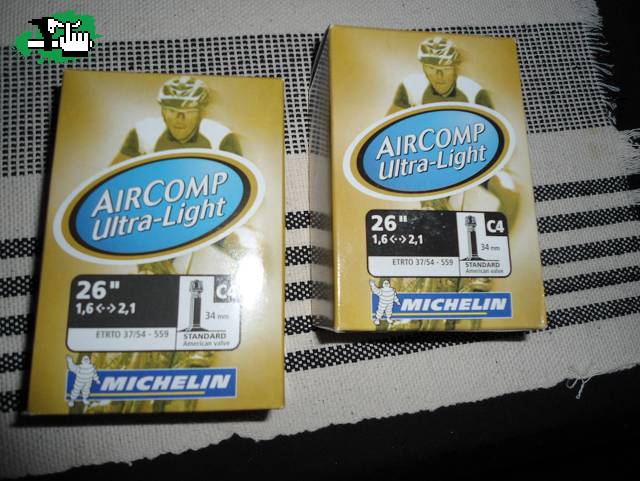 AIRCOMP
Ultra-Light
26"
1,6<-->2,1
C4
34 mm
ETRTO 37/54 - 559
STANDARD
American valve
MICHELIN
AIRCOMP
Ultra-Light
26"
1,6<-->2,1
C4
34 mm
ETRTO 37/54 - 559
STANDARD
American valve
MICHELIN